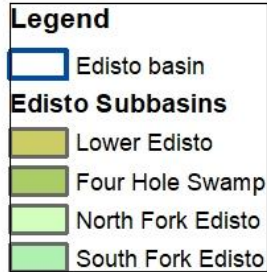 Legend
Edisto basin
Edisto Subbasins
Lower Edisto
Four Hole Swamp
North Fork Edisto
South Fork Edisto